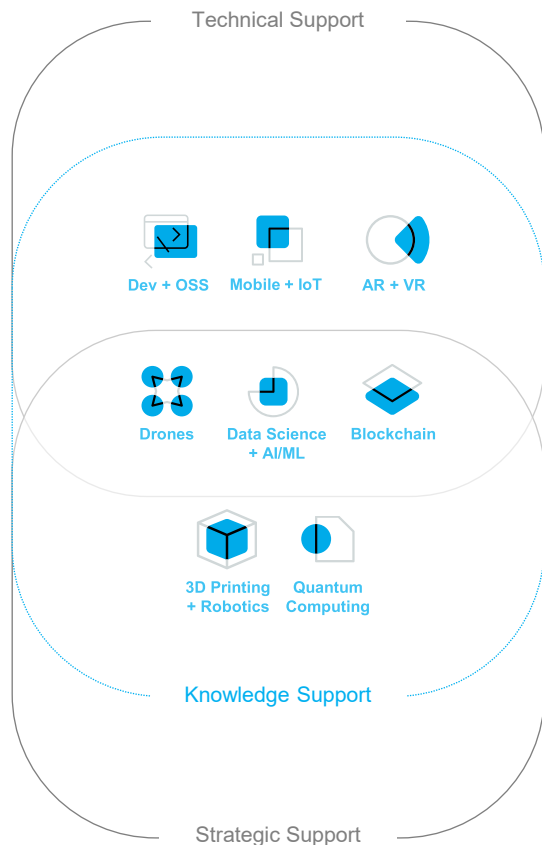 Technical Support
Dev + OSS
Mobile + IoT
AR + VR
Drones
Data Science
+ AI/ML
Blockchain
3D Printing
+ Robotics
Quantum
Computing
Knowledge Support
Strategic Support